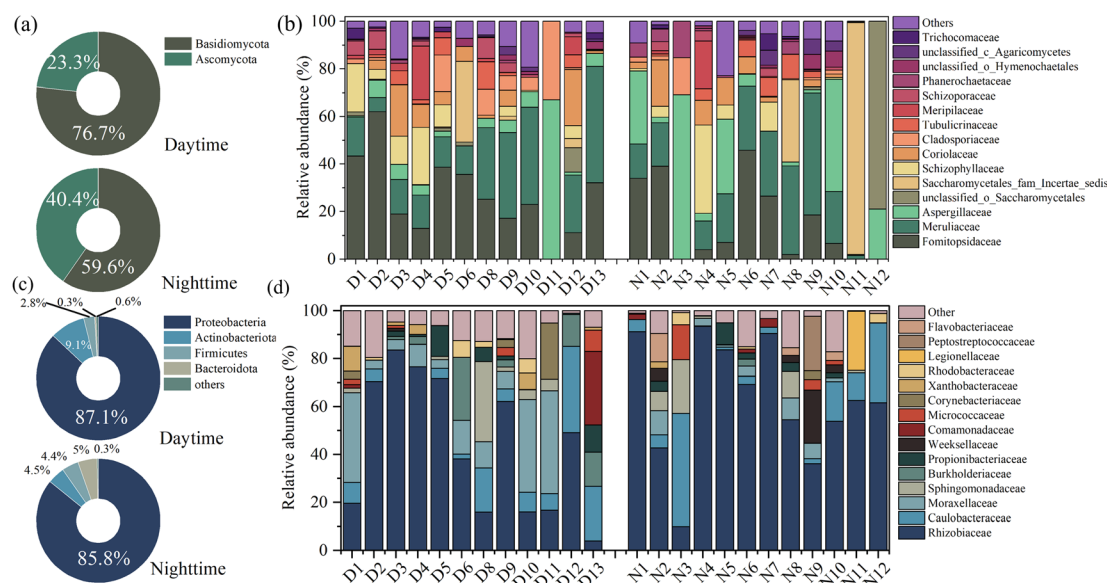 (a)
Basidiomycota
Ascomycota
23.3%
76.7%
Daytime
40.4%
59.6%
Nighttime
(b)
Relative abundance (%)
100
80
60
40
20
0
D1 D2 D3 D4 D5 D6 D8 D9 D10 D11 D12 D13 N1 N2 N3 N4 N5 N6 N7 N8 N9 N10 N11 N12
Others
Trichocomaceae
unclassified_c_Agaricomycetes
unclassified_o_Hymenochaetales
Phanerochaetaceae
Schizoporaceae
Meripilaceae
Tubulicrinaceae
Cladosporiaceae
Coriolaceae
Schizophyllaceae
Saccharomycetales_fam_Incertae_sedis
unclassified_o_Saccharomycetales
Aspergillaceae
Meruliaceae
Fomitopsidaceae
(c)
2.8%
0.3%
0.6%
9.1%
Proteobacteria
Actinobacteriota
Firmicutes
Bacteroidota
others
87.1%
Daytime
4.5%
4.4%
5%
0.3%
85.8%
Nighttime
(d)
Relative abundance (%)
100
80
60
40
20
0
D1 D2 D3 D4 D5 D6 D8 D9 D10 D11 D12 D13 N1 N2 N3 N4 N5 N6 N7 N8 N9 N10 N11 N12
Other
Flavobacteriaceae
Peptostreptococcaceae
Legionellaceae
Rhodobacteraceae
Xanthobacteraceae
Corynebacteriaceae
Micrococcaceae
Comamonadaceae
Weeksellaceae
Propionibacteriaceae
Burkholderiaceae
Sphingomonadaceae
Moraxellaceae
Caulobacteraceae
Rhizobiaceae